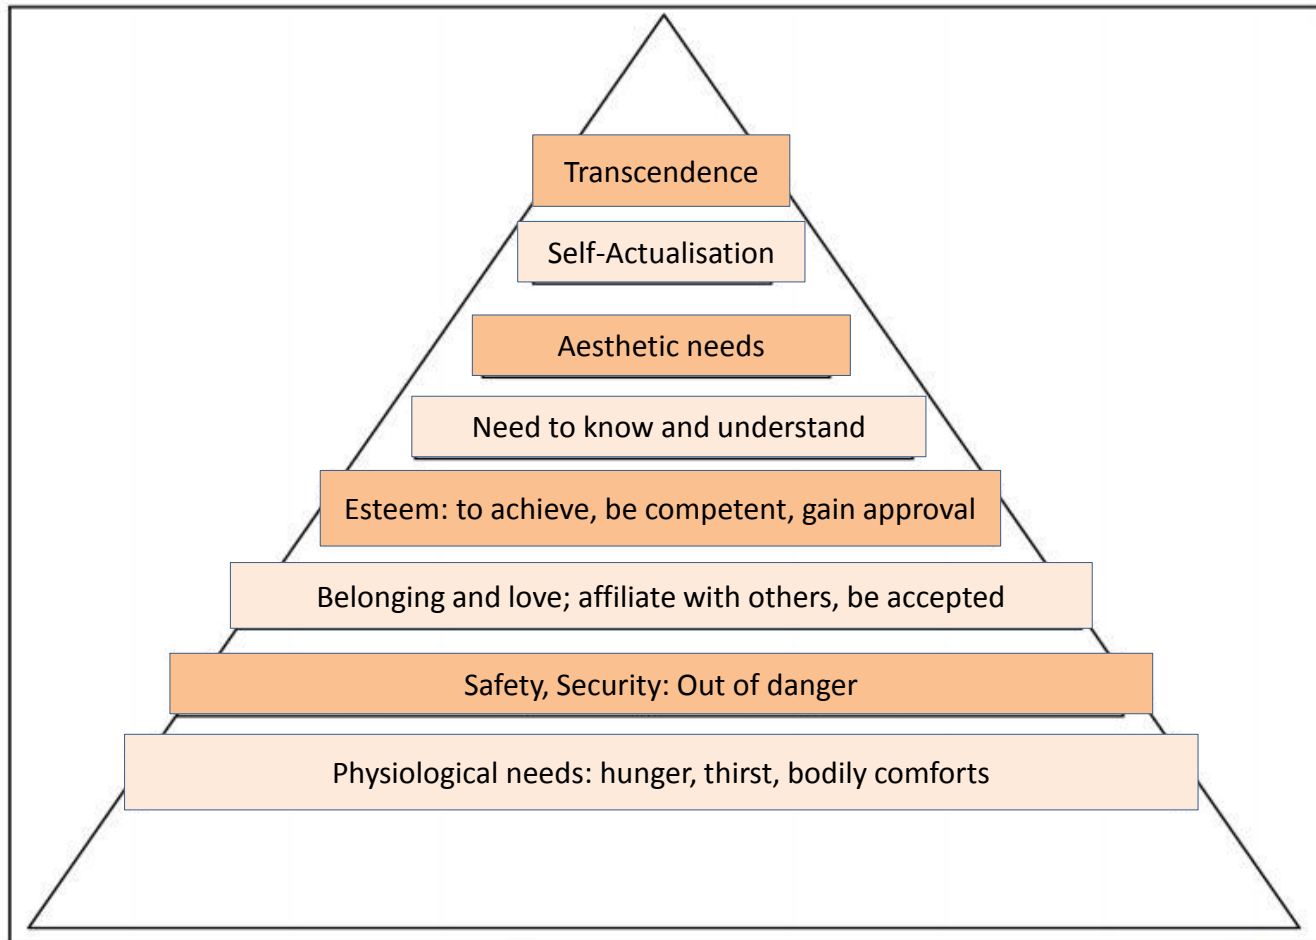 Transcendence
Self-Actualisation
Aesthetic needs
Need to know and understand
Esteem: to achieve, be competent, gain approval
Belonging and love; affiliate with others, be accepted
Safety, Security: Out of danger
Physiological needs: hunger, thirst, bodily comforts